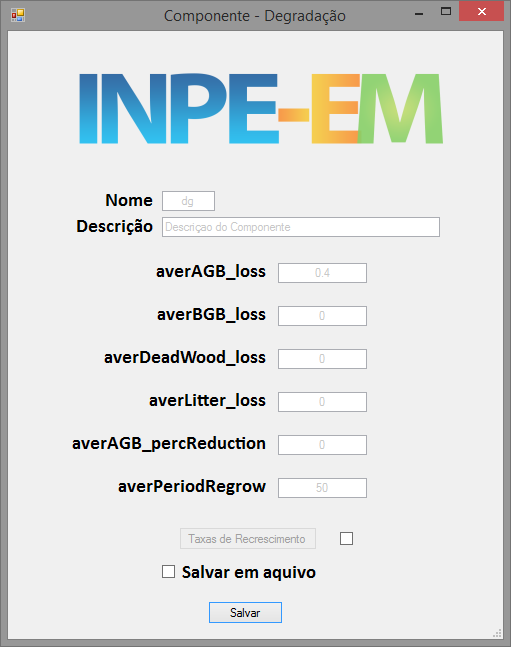 Componente - Degradação
INPE-EM
Nome dg
Descrição Descriçao do Componente
averAGB_loss 0.4
averBGB_loss 0
averDeadWood_loss 0
averLitter_loss 0
averAGB_percReduction 0
averPeriodRegrow 50
Taxas de Recrescimento
Salvar em aquivo
Salvar